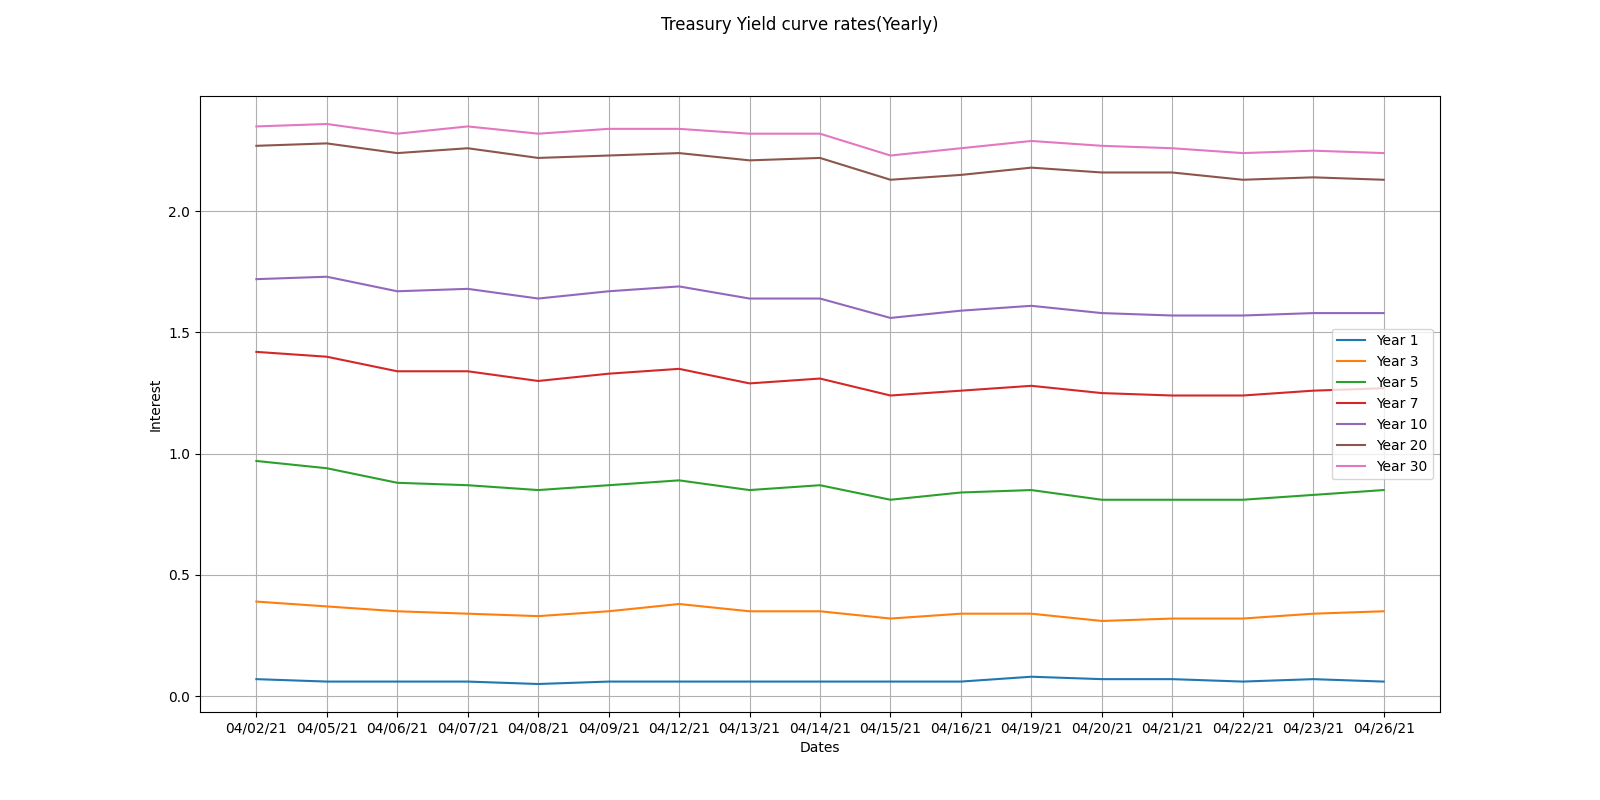 Treasury Yield curve rates(Yearly)
Interest
2.0
1.5
1.0
0.5
0.0
Year 1
Year 3
Year 5
Year 7
Year 10
Year 20
Year 30
04/02/21 04/05/21 04/06/21 04/07/21 04/08/21 04/09/21 04/12/21 04/13/21 04/14/21 04/15/21 04/16/21 04/19/21 04/20/21 04/21/21 04/22/21 04/23/21 04/26/21
Dates